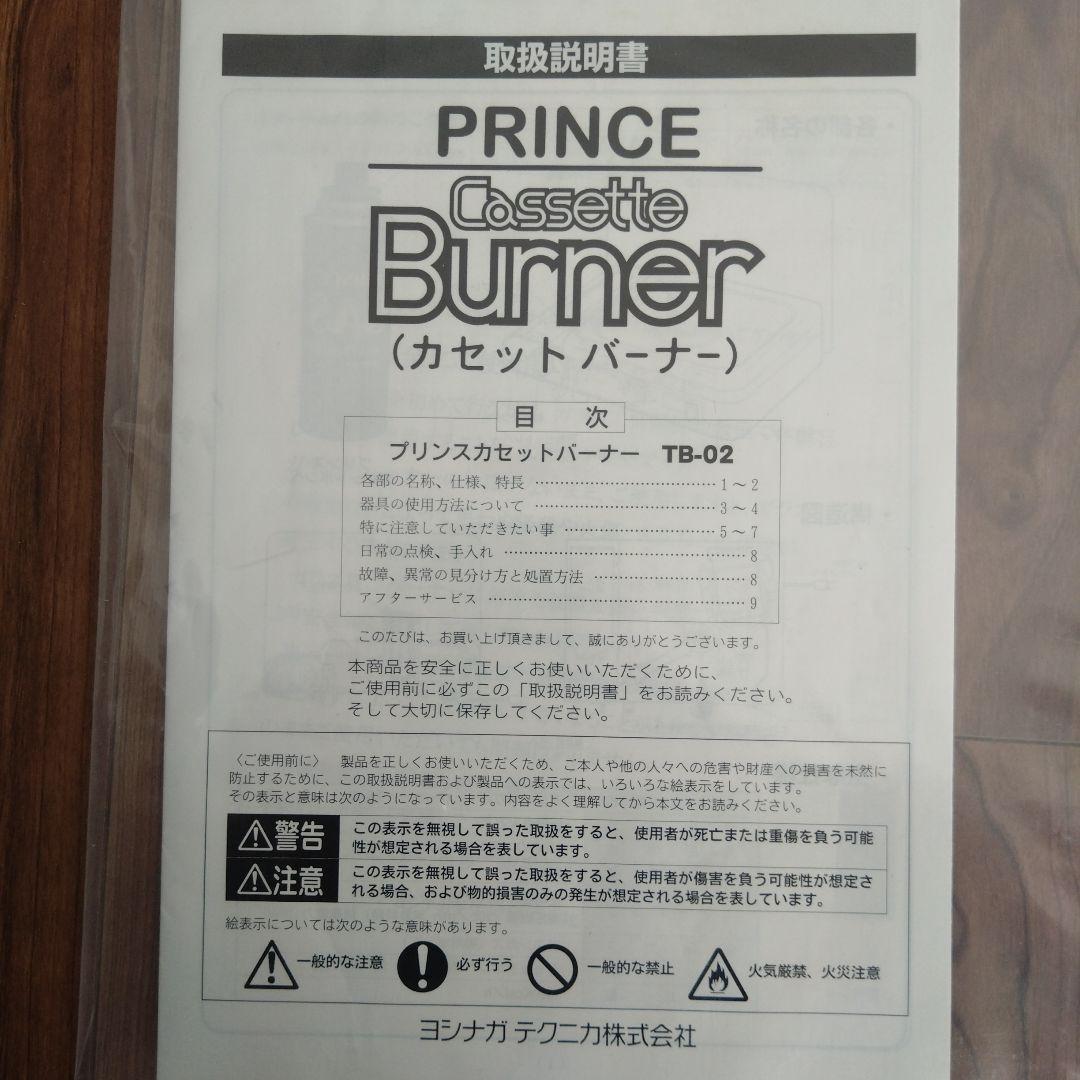 取扱説明書
PRINCE
Cassette
Burner
(カセット バーナー)
目 次
プリンスカセットバーナー TB-02
各部の名称、仕様、特長 ……………………………… 1～2
器具の使用方法について ……………………………… 3～4
特に注意していただきたい事 ………………………… 5～7
日常の点検、手入れ …………………………………… 8
故障、異常の見分け方と処置方法 …………………… 8
アフターサービス ……………………………………… 9
このたびは、お買い上げ頂きまして、誠にありがとうございます。
本商品を安全に正しくお使いいただくために、
ご使用前に必ずこの「取扱説明書」をお読みください。
そして大切に保存してください。
〈ご使用前に〉 製品を正しくお使いいただくため、ご本人や他の人々への危害や財産への損害を未然に
防止するために、この取扱説明書および製品への表示では、いろいろな絵表示をしています。
その表示と意味は次のようになっています。内容をよく理解してから本文をお読みください。
警告 この表示を無視して誤った取扱をすると、使用者が死亡または重傷を負う可能
性が想定される場合を表しています。
注意 この表示を無視して誤った取扱をすると、使用者が傷害を負う可能性が想定さ
れる場合、および物的損害のみの発生が想定される場合を表しています。
絵表示については次のような意味があります。
一般的な注意 必ず行う 一般的な禁止 火気厳禁、火災注意
ヨシナガ テクニカ株式会社